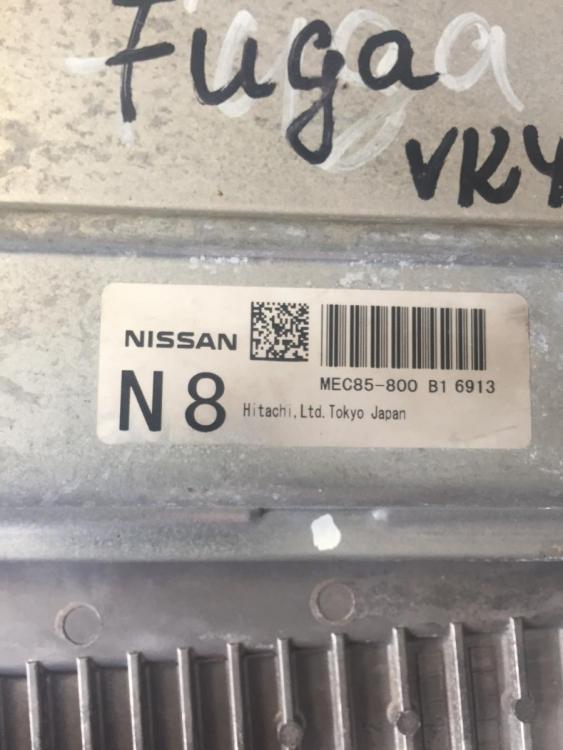 Fuga
VKY
NISSAN
MEC85-800 B1 6913
N8
Hitachi,Ltd.Tokyo Japan